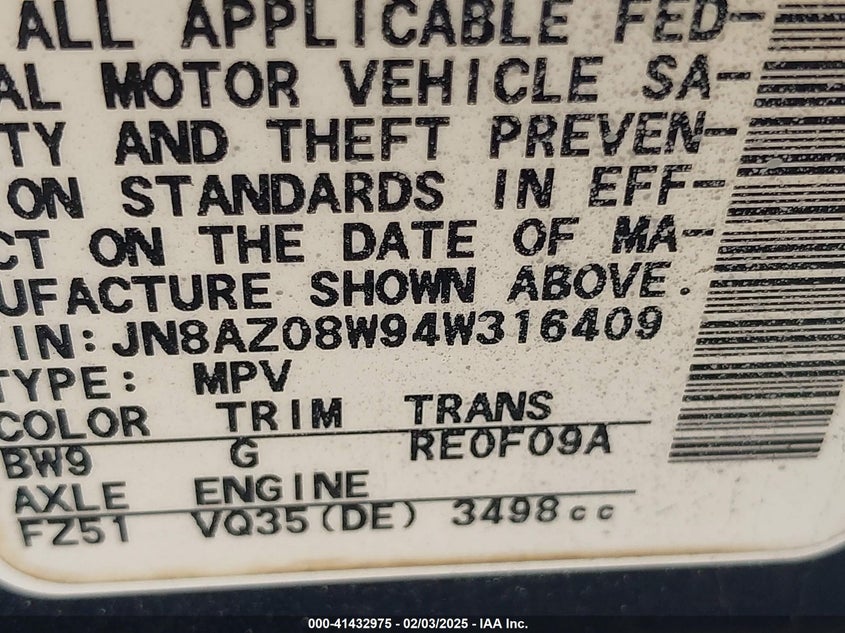 ALL APPLICABLE FED-
AL MOTOR VEHICLE SA-
TY AND THEFT PREVEN-
ON STANDARDS IN EFF-
CT ON THE DATE OF MA-
UFACTURE SHOWN ABOVE.
IN: JN8AZ08W94W316409
TYPE: MPV
COLOR TRIM TRANS
BW9 G RE0F09A
AXLE ENGINE
FZ51 VQ35(DE) 3498cc
000-41432975 - 02/03/2025 - IAA Inc.